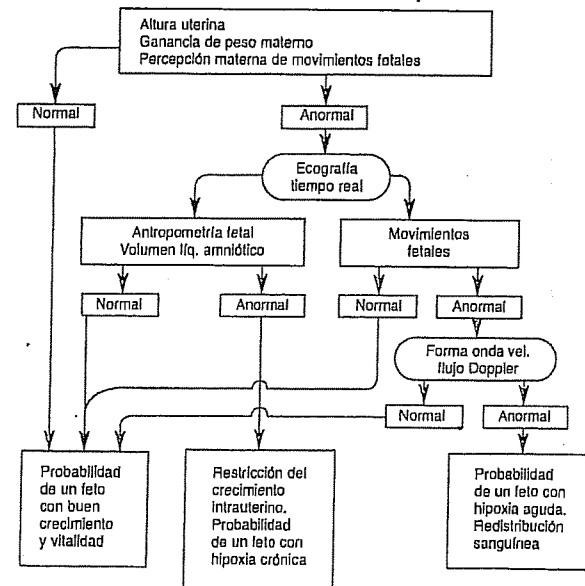 Altura uterina
Ganancia de peso materno
Percepción materna de movimientos fotales
Normal
Anormal
Ecografía
tiempo real
Antropometría fetal
Volumen líq. amniótico
Movimientos
fetales
Normal
Anormal
Normal
Anormal
Forma onda vel.
flujo Doppler
Normal
Anormal
Probabilidad
de un feto
con buen
crecimiento
y vitalidad
Restricción del
crecimiento
intrauterino.
Probabilidad
de un feto con
hipoxia crónica
Probabilidad
de un feto con
hipoxia aguda.
Redistribución
sanguínea